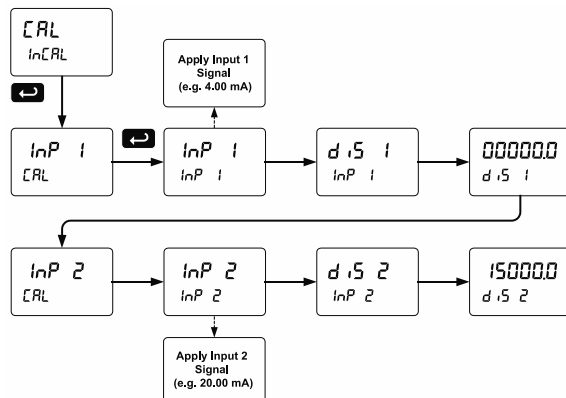 CAL
InCAL
Apply Input 1
Signal
(e.g. 4.00 mA)
InP 1
CAL
InP 1
InP 1
diS 1
InP 1
00000.0
diS 1
InP 2
CAL
InP 2
InP 2
diS 2
InP 2
15000.0
diS 2
Apply Input 2
Signal
(e.g. 20.00 mA)